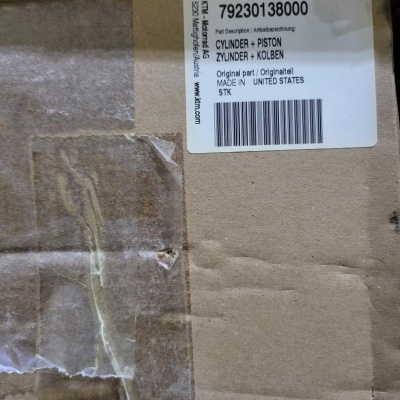 79230138000
Part Description / Artikelbezeichnung:
CYLINDER + PISTON
ZYLINDER + KOLBEN
Original part / Originalteil
MADE IN UNITED STATES
STK
KTM - Motorrad AG
5230 Mattighofen/Austria
www.ktm.com